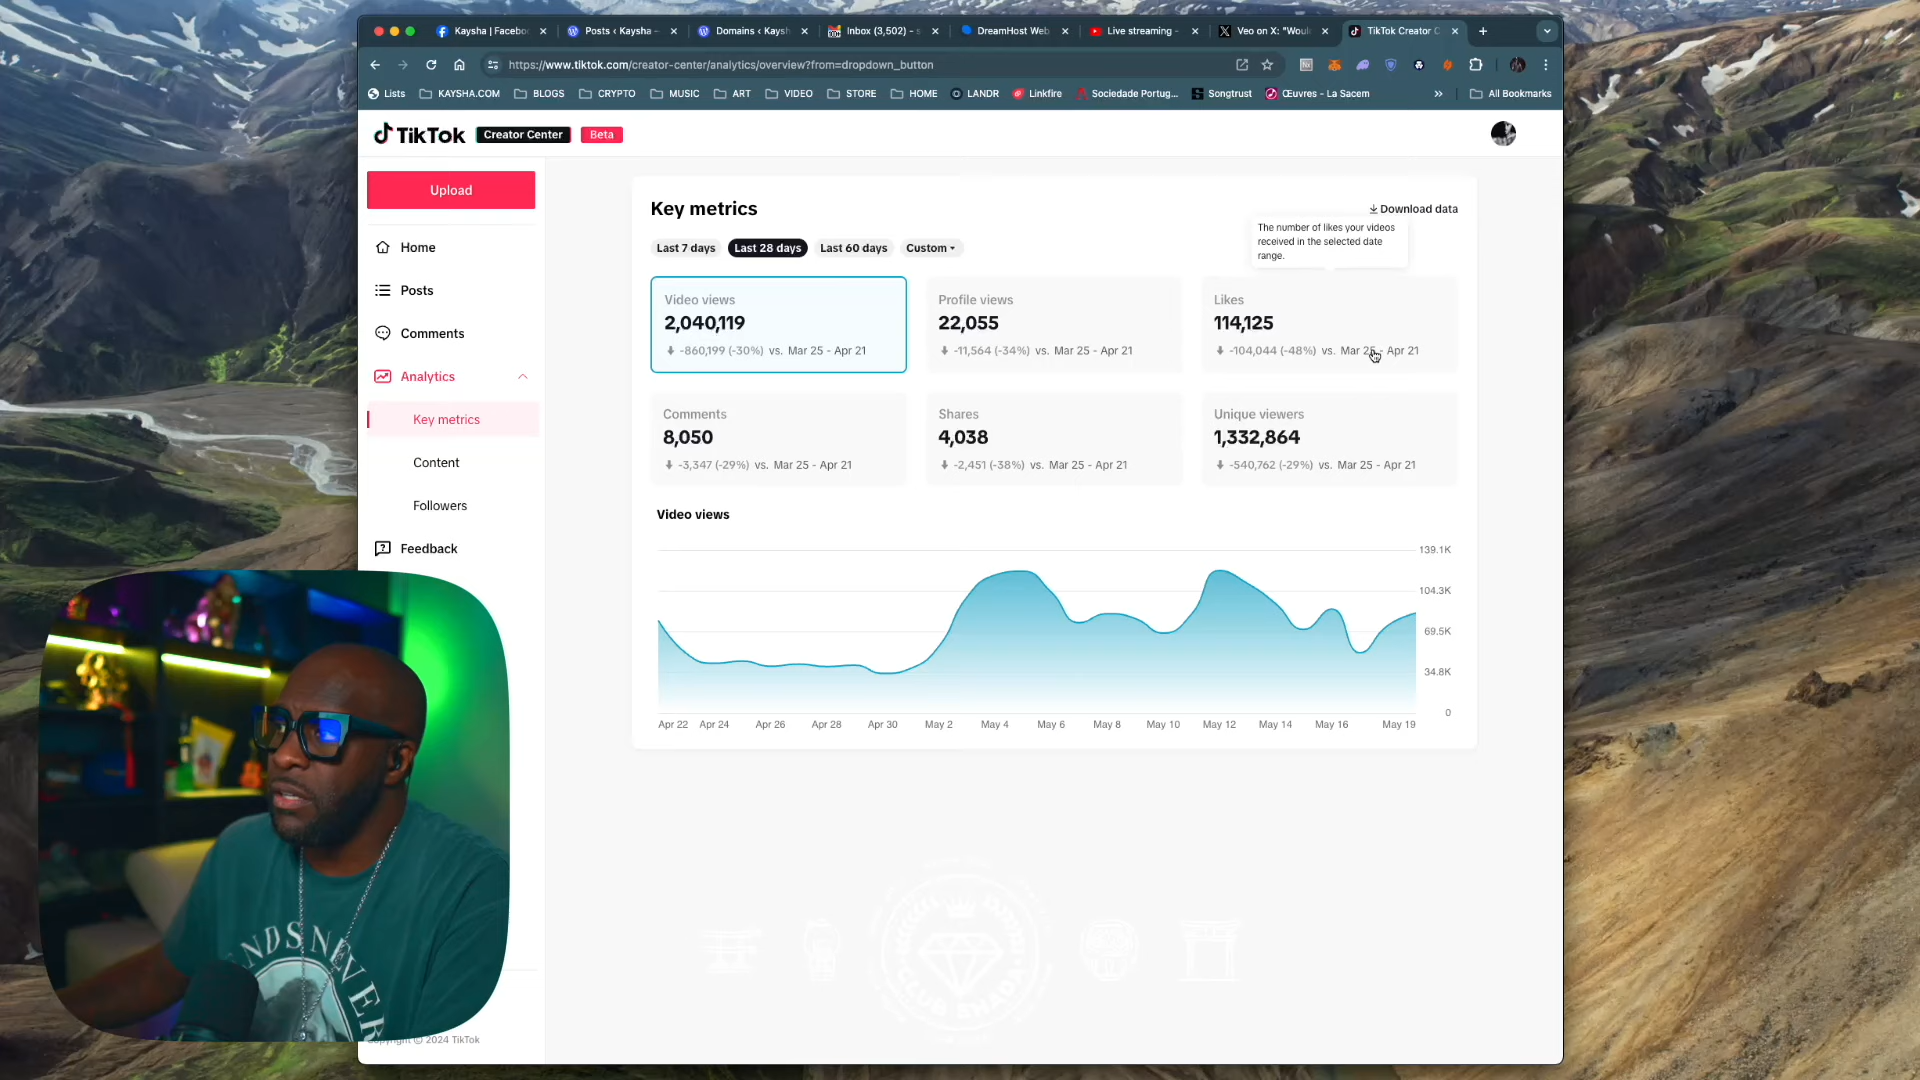 Kaysha | Facebo
Posts ‹ Kaysha –
Domains ‹ Kaysh
Inbox (3,502) - s
DreamHost Web
Live streaming -
Veo on X: "Woul
TikTok Creator C
https://www.tiktok.com/creator-center/analytics/overview?from=dropdown_button
Lists
KAYSHA.COM
BLOGS
CRYPTO
MUSIC
ART
VIDEO
STORE
HOME
LANDR
Linkfire
Sociedade Portug...
Songtrust
Œuvres - La Sacem
»
All Bookmarks
TikTok Creator Center Beta
Upload
Home
Posts
Comments
Analytics
Key metrics
Content
Followers
Feedback
Copyright © 2024 TikTok
Key metrics
Download data
Last 7 days
Last 28 days
Last 60 days
Custom
The number of likes your videos
received in the selected date
range.
Video views
2,040,119
-860,199 (-30%) vs. Mar 25 - Apr 21
Profile views
22,055
-11,564 (-34%) vs. Mar 25 - Apr 21
Likes
114,125
-104,044 (-48%) vs. Mar 25 - Apr 21
Comments
8,050
-3,347 (-29%) vs. Mar 25 - Apr 21
Shares
4,038
-2,451 (-38%) vs. Mar 25 - Apr 21
Unique viewers
1,332,864
-540,762 (-29%) vs. Mar 25 - Apr 21
Video views
139.1K
104.3K
69.5K
34.8K
0
Apr 22
Apr 24
Apr 26
Apr 28
Apr 30
May 2
May 4
May 6
May 8
May 10
May 12
May 14
May 16
May 19